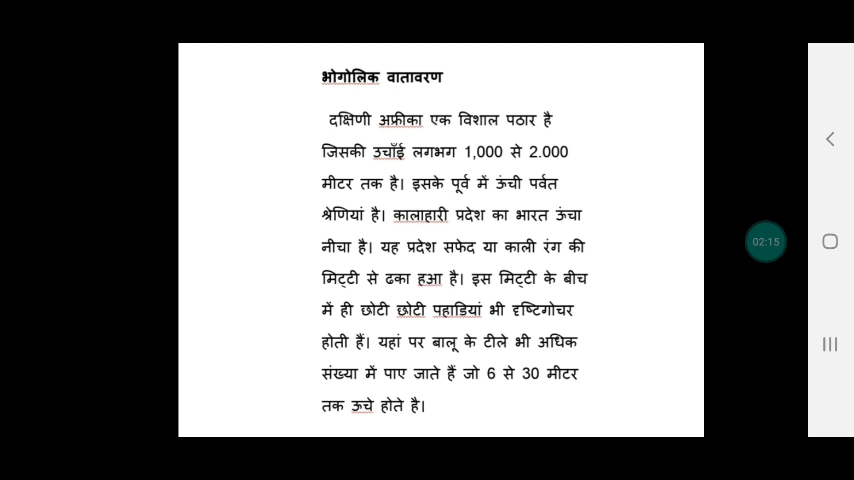 भोगोलिक वातावरण
दक्षिणी अफ्रीका एक विशाल पठार है
जिसकी उचाँई लगभग 1,000 से 2.000
मीटर तक है। इसके पूर्व में ऊंची पर्वत
श्रेणियां है। कालाहारी प्रदेश का भारत ऊंचा
नीचा है। यह प्रदेश सफेद या काली रंग की
मिट्टी से ढका हआ है। इस मिट्टी के बीच
में ही छोटी छोटी पहाडियां भी दृष्टिगोचर
होती हैं। यहां पर बालू के टीले भी अधिक
संख्या में पाए जाते हैं जो 6 से 30 मीटर
तक ऊचे होते है।
02:15